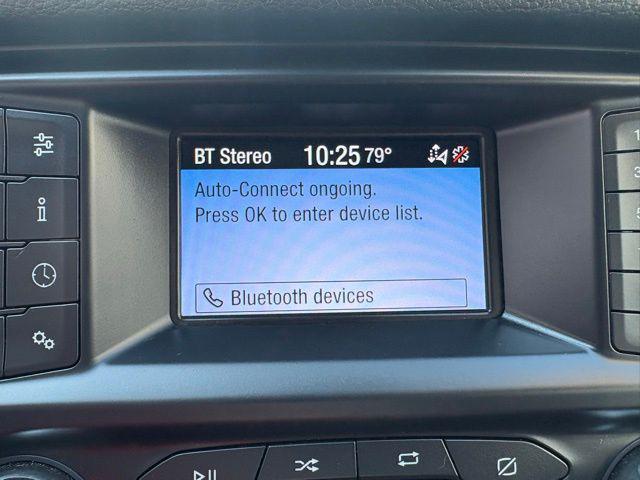 BT Stereo 10:25 79°
Auto-Connect ongoing.
Press OK to enter device list.
Bluetooth devices